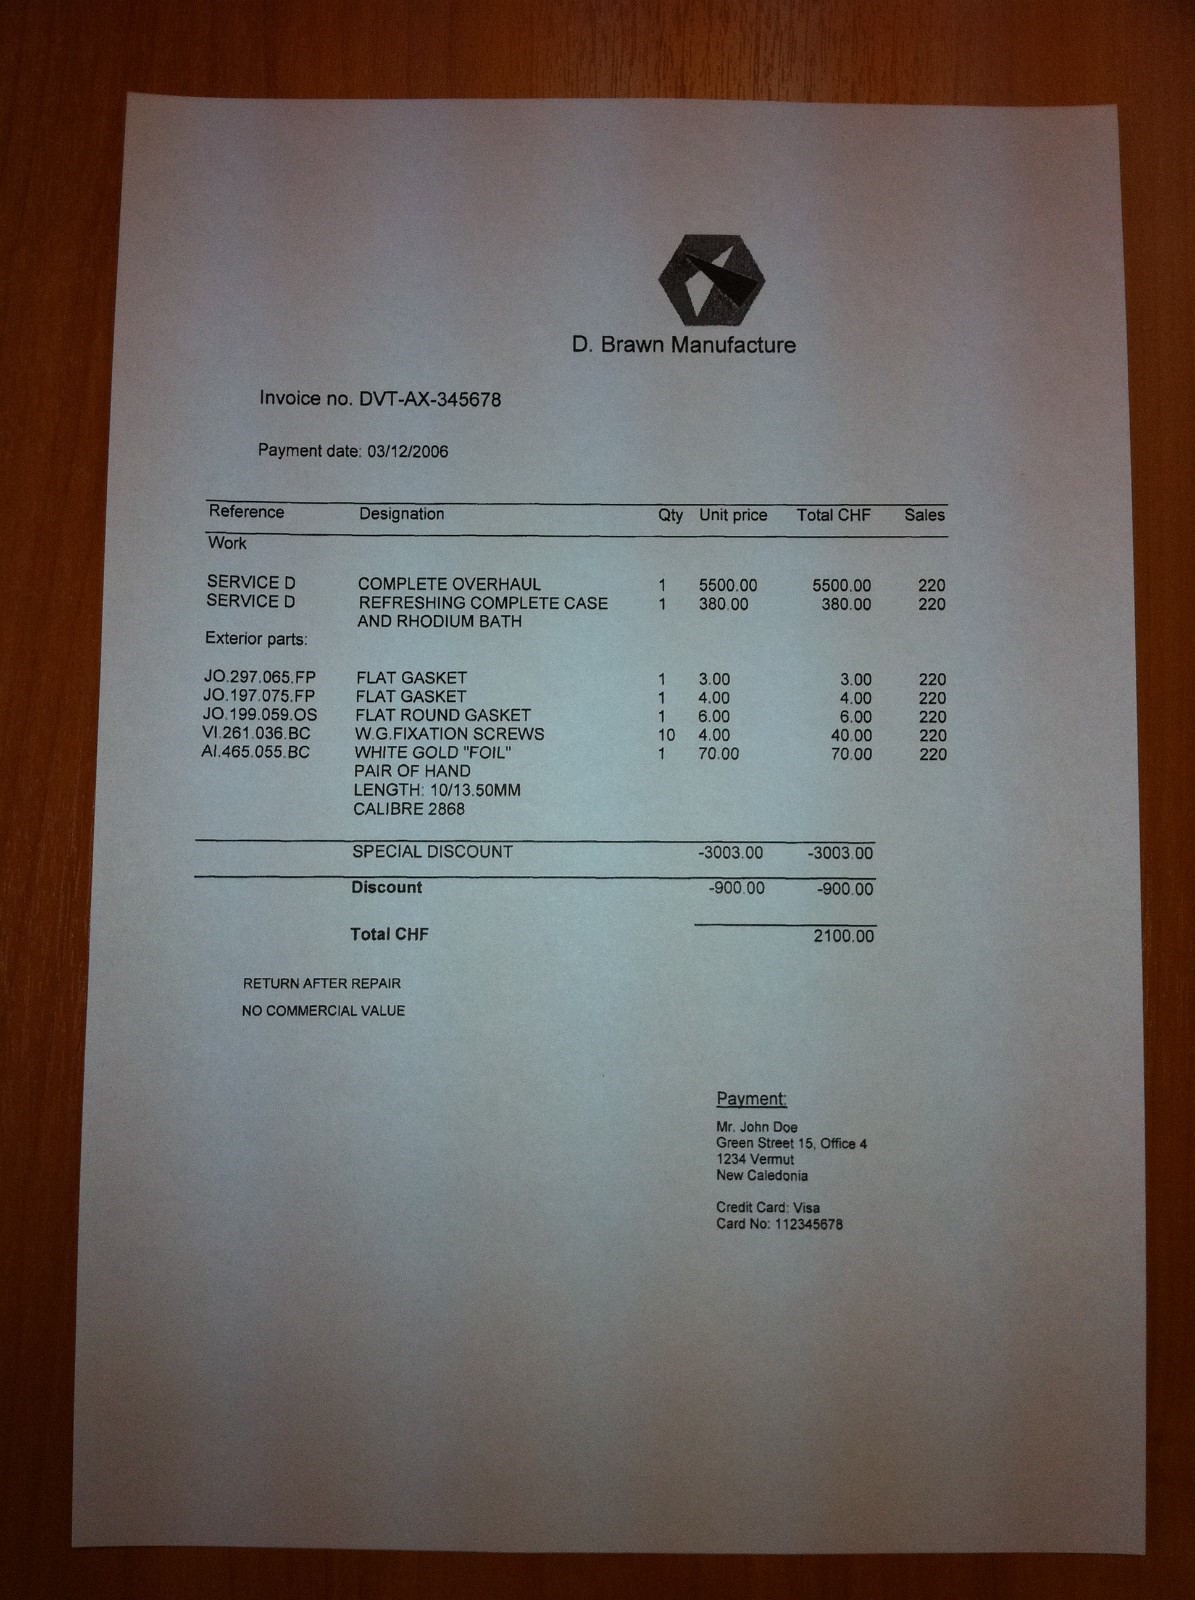 D. Brawn Manufacture
Invoice no. DVT-AX-345678
Payment date: 03/12/2006
Reference Designation Qty Unit price Total CHF Sales
Work
SERVICE D COMPLETE OVERHAUL 1 5500.00 5500.00 220
SERVICE D REFRESHING COMPLETE CASE 1 380.00 380.00 220
AND RHODIUM BATH
Exterior parts:
JO.297.065.FP FLAT GASKET 1 3.00 3.00 220
JO.197.075.FP FLAT GASKET 1 4.00 4.00 220
JO.199.059.OS FLAT ROUND GASKET 1 6.00 6.00 220
VI.261.036.BC W.G.FIXATION SCREWS 10 4.00 40.00 220
AI.465.055.BC WHITE GOLD "FOIL" 1 70.00 70.00 220
PAIR OF HAND
LENGTH: 10/13.50MM
CALIBRE 2868
SPECIAL DISCOUNT -3003.00 -3003.00
Discount -900.00 -900.00
Total CHF 2100.00
RETURN AFTER REPAIR
NO COMMERCIAL VALUE
Payment:
Mr. John Doe
Green Street 15, Office 4
1234 Vermut
New Caledonia
Credit Card: Visa
Card No: 112345678